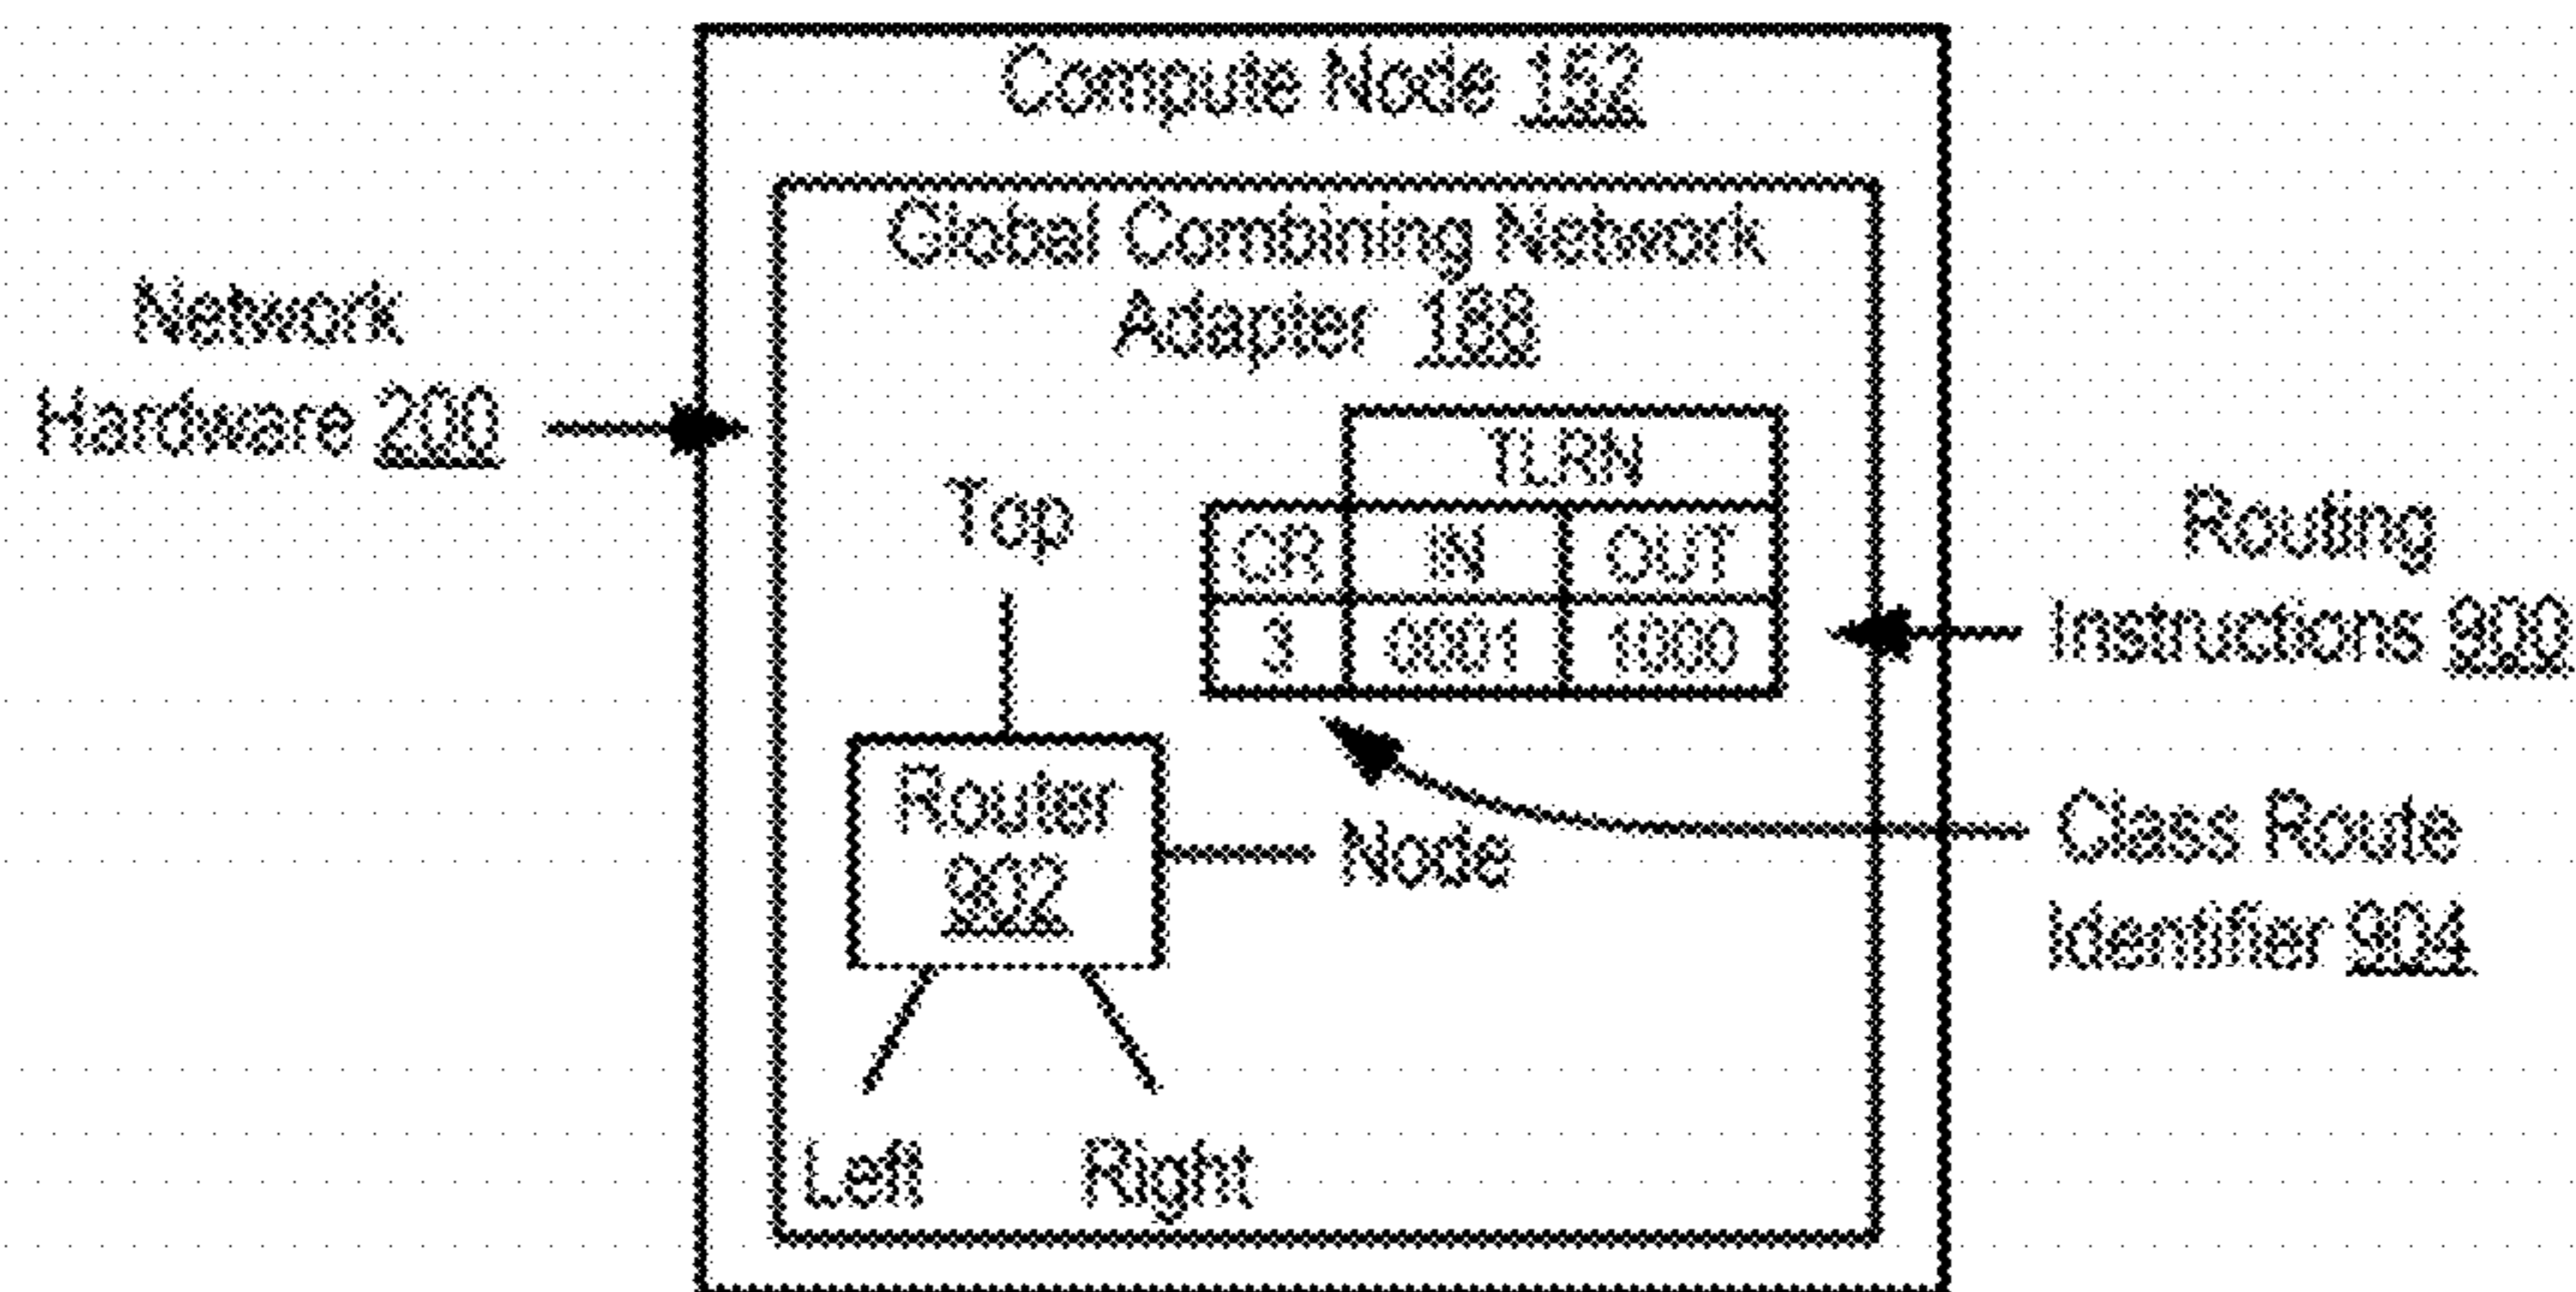 Compute Node 152
Global Combining Network
Adapter 188
Network
Hardware 200
TLRN
CR IN OUT
3 0001 1000
Top
Routing
Instructions 900
Router
902
Node
Class Route
Identifier 904
Left Right